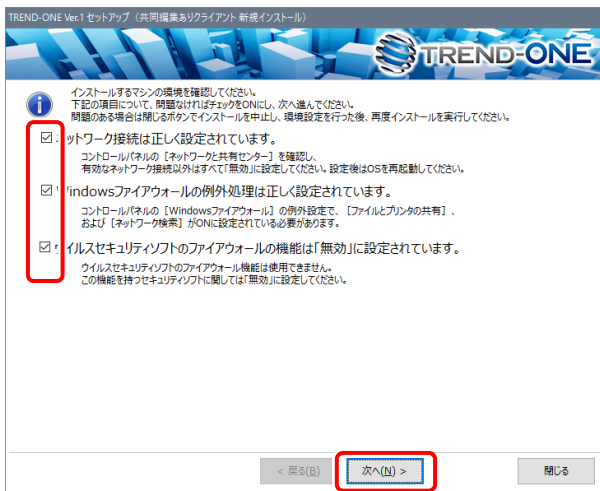 TREND-ONE Ver.1 セットアップ（共同編集ありクライアント 新規インストール）
TREND-ONE
インストールするマシンの環境を確認してください。
下記の項目について、問題なければチェックをONにし、次へ進んでください。
問題のある場合は閉じるボタンでインストールを中止し、環境設定を行った後、再度インストールを実行してください。
ネットワーク接続は正しく設定されています。
コントロールパネルの［ネットワークと共有センター］を確認し、
有効なネットワーク接続以外はすべて「無効」に設定してください。設定後はOSを再起動してください。
Windowsファイアウォールの例外処理は正しく設定されています。
コントロールパネルの［Windowsファイアウォール］の例外設定で、［ファイルとプリンタの共有］、
および［ネットワーク検索］がONに設定されている必要があります。
ウイルスセキュリティソフトのファイアウォールの機能は「無効」に設定されています。
ウイルスセキュリティソフトのファイアウォール機能は使用できません。
この機能を持つセキュリティソフトに関しては「無効」に設定してください。
< 戻る(B) 次へ(N) > 閉じる